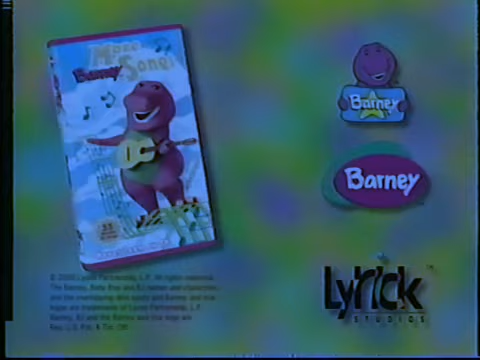 More
Barney
Songs
Barney
Barney
Lyrick
STUDIOS
© 2000 Lyons Partnership, L.P. All rights reserved.
The Barney, Baby Bop and BJ names and characters
and the overlapping dino spots and Barney and star
logos are trademarks of Lyons Partnership, L.P.
Barney, BJ and the Barney and star logo are
Reg. U.S. Pat. & Tm. Off.